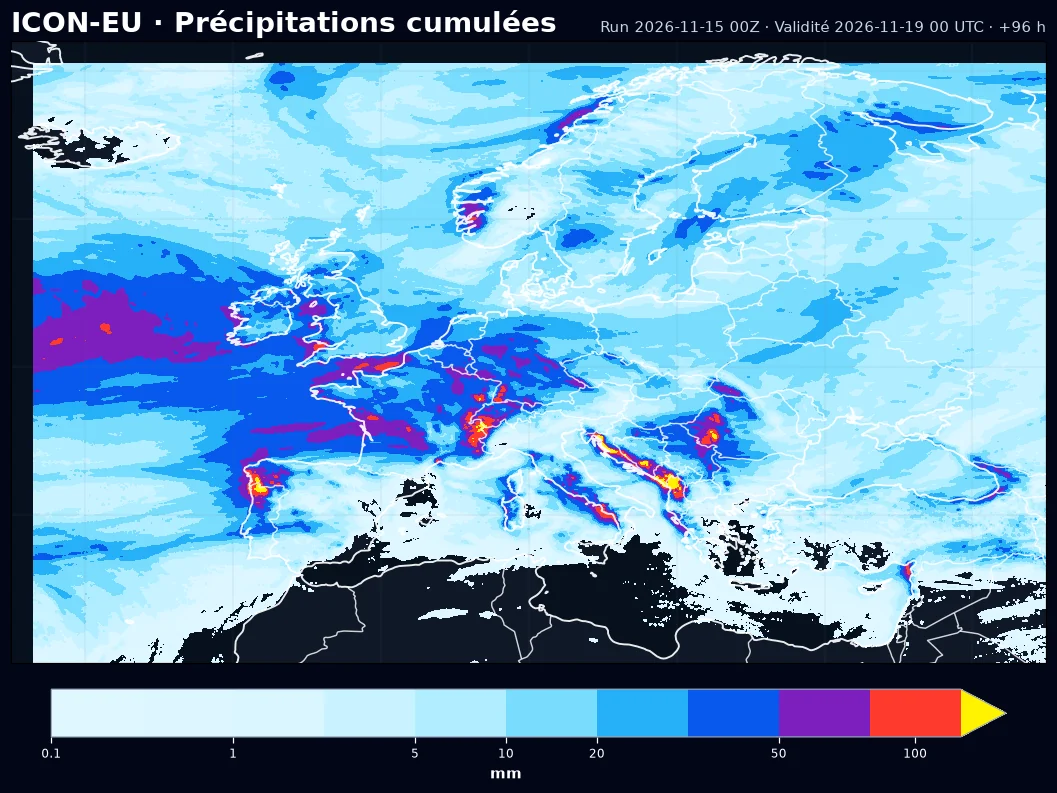 ICON-EU · Précipitations cumulées
Run 2026-11-15 00Z · Validité 2026-11-19 00 UTC · +96 h
0.1 1 5 10 20 50 100
mm